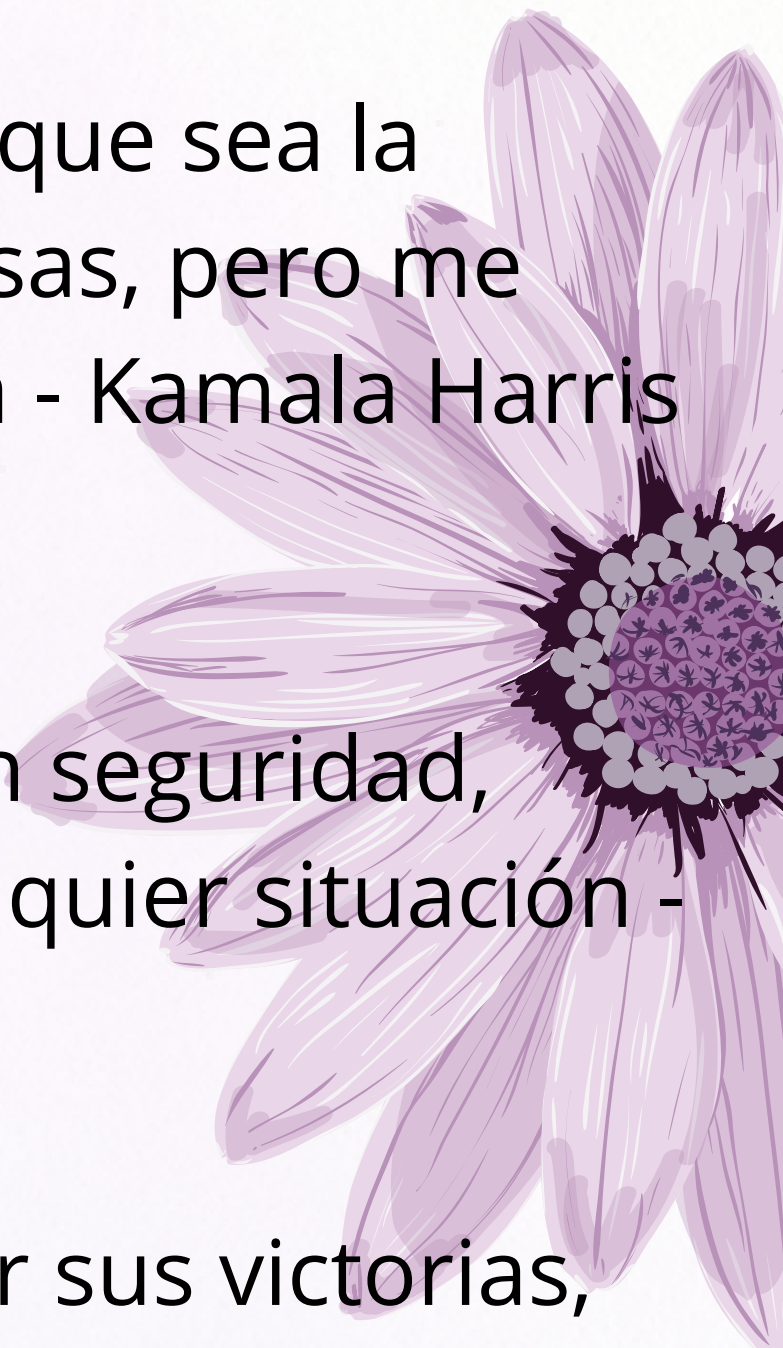 que sea la
sas, pero me
- Kamala Harris
seguridad,
quier situación -
r sus victorias,